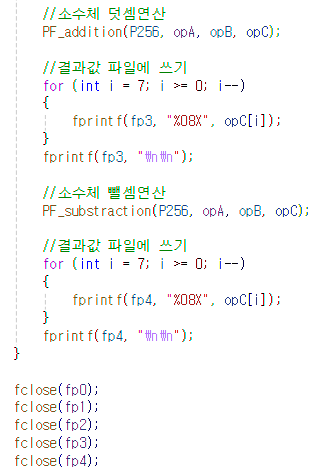 //소수체 덧셈연산
PF_addition(P256, opA, opB, opC);
//결과값 파일에 쓰기
for (int i = 7; i >= 0; i--)
{
fprintf(fp3, "%08X", opC[i]);
}
fprintf(fp3, "₩n₩n");
//소수체 뺄셈연산
PF_substraction(P256, opA, opB, opC);
//결과값 파일에 쓰기
for (int i = 7; i >= 0; i--)
{
fprintf(fp4, "%08X", opC[i]);
}
fprintf(fp4, "₩n₩n");
}
fclose(fp0);
fclose(fp1);
fclose(fp2);
fclose(fp3);
fclose(fp4);